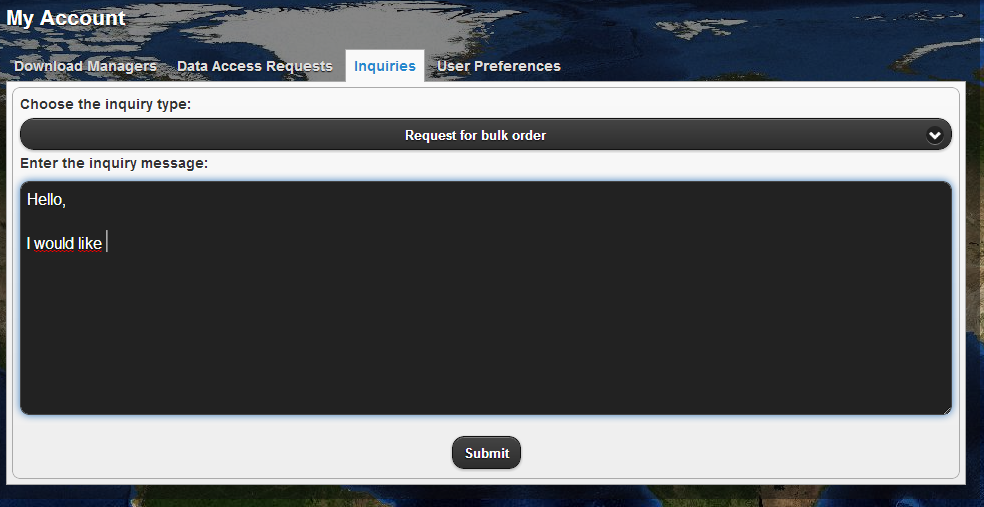 My Account
Download Managers Data Access Requests Inquiries User Preferences
Choose the inquiry type:
Request for bulk order
Enter the inquiry message:
Hello,
I would like
Submit